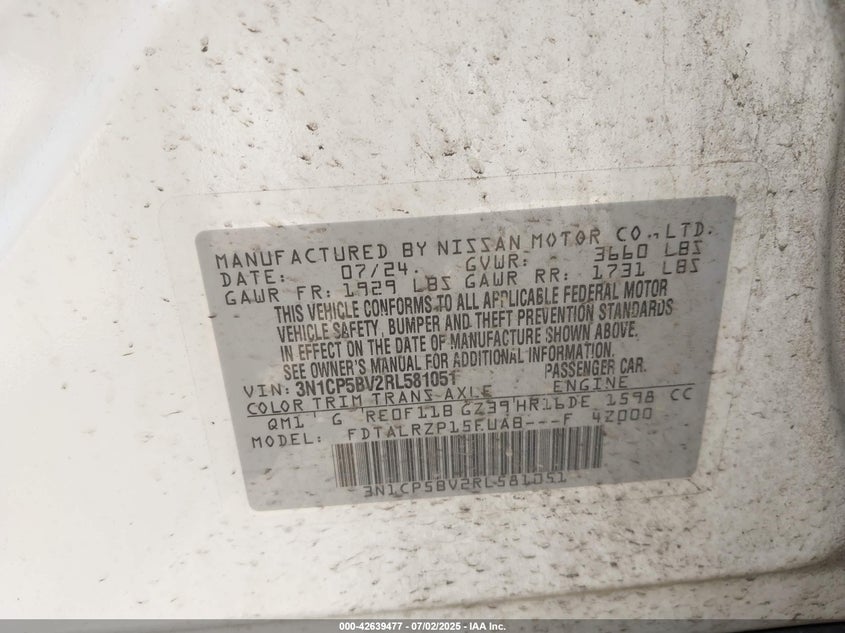 MANUFACTURED BY NISSAN MOTOR CO., LTD.
DATE: 07/24. GVWR: 3660 LBS
GAWR FR: 1929 LBS GAWR RR: 1731 LBS
THIS VEHICLE CONFORMS TO ALL APPLICABLE FEDERAL MOTOR
VEHICLE SAFETY, BUMPER AND THEFT PREVENTION STANDARDS
IN EFFECT ON THE DATE OF MANUFACTURE SHOWN ABOVE.
SEE OWNER'S MANUAL FOR ADDITIONAL INFORMATION.
VIN: 3N1CP5BV2RL581051 PASSENGER CAR.
COLOR TRIM TRANS-AXLE ENGINE
QM1 G RE0F11B GZ39 HR16DE 1598 CC
MODEL: FDTALRZP15EUAB---F 4Z000
3N1CP5BV2RL581051
000-42639477 - 07/02/2025 - IAA Inc.